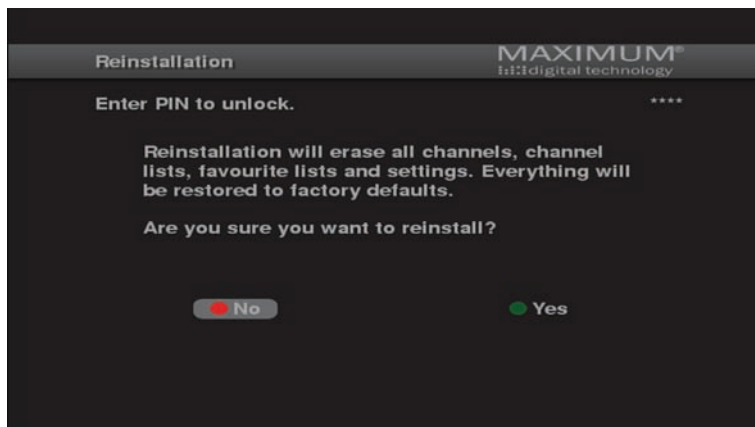 Reinstallation
MAXIMUM®
digital technology
Enter PIN to unlock.
****
Reinstallation will erase all channels, channel
lists, favourite lists and settings. Everything will
be restored to factory defaults.
Are you sure you want to reinstall?
No
Yes